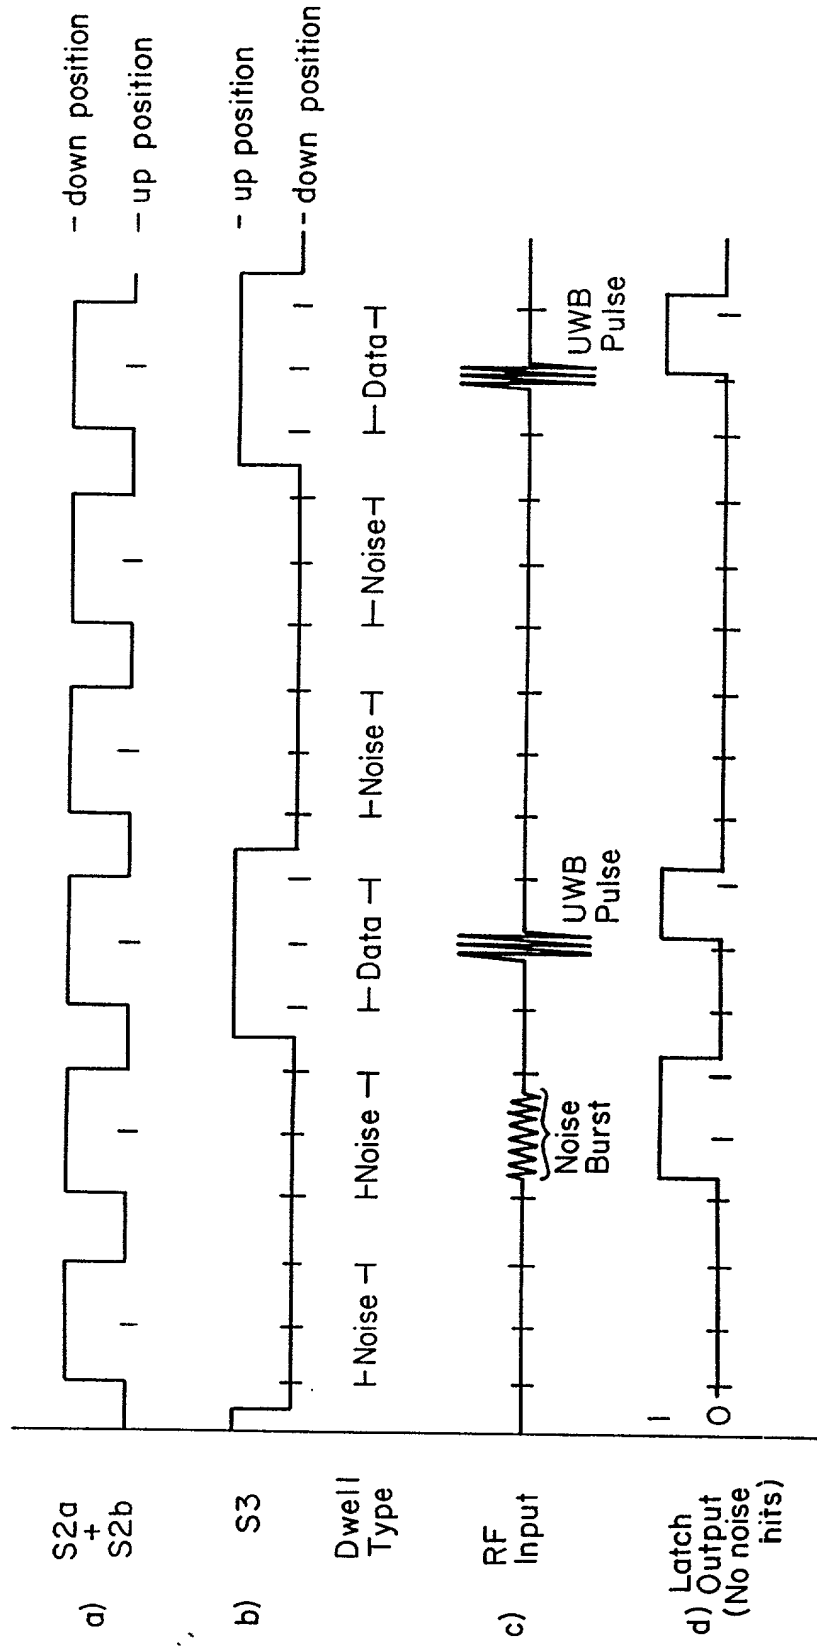 a) S2a
+
S2b
- down position
- up position
b) S3
- up position
- down position
Dwell
Type
Noise
Noise
Data
Noise
Noise
Data
c) RF
Input
Noise
Burst
UWB
Pulse
UWB
Pulse
d) Latch
Output
(No noise
hits)
1
0